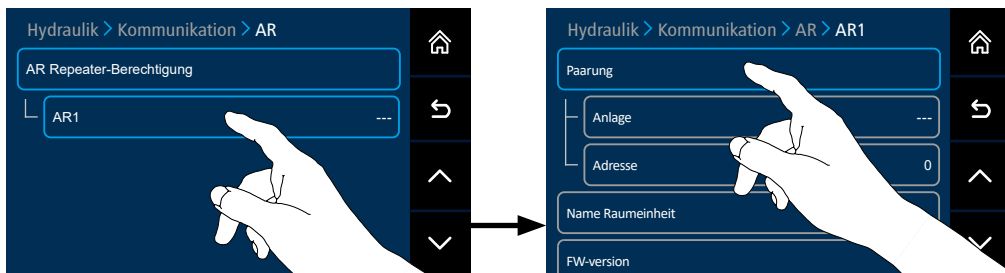 Hydraulik > Kommunikation > AR
AR Repeater-Berechtigung
AR1 ---
Hydraulik > Kommunikation > AR > AR1
Paarung
Anlage ---
Adresse 0
Name Raumeinheit
FW-version